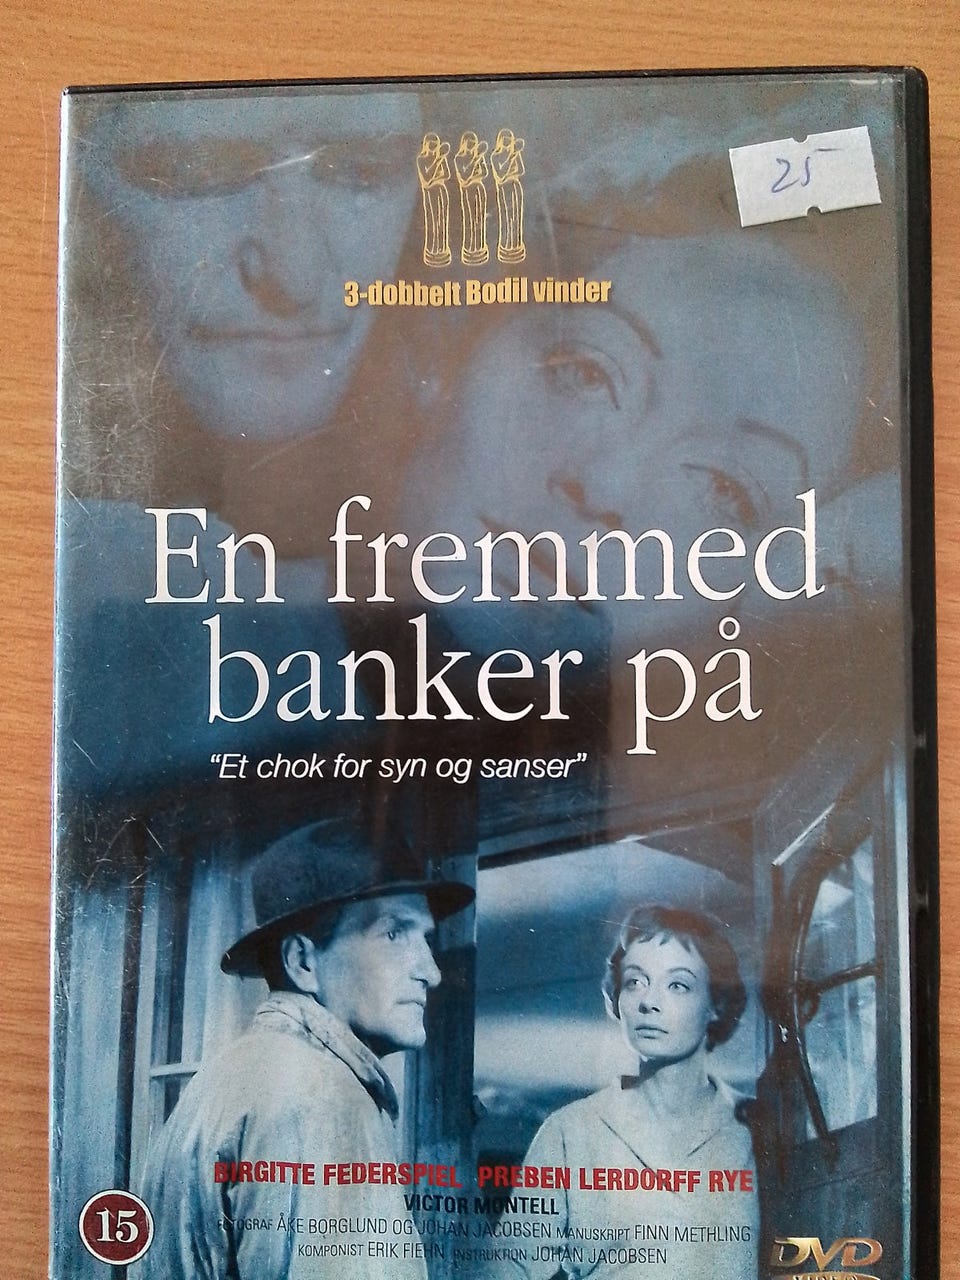 25
3-dobbelt Bodil vinder
En fremmed
banker på
“Et chok for syn og sanser”
BIRGITTE FEDERSPIEL PREBEN LERDORFF RYE
VICTOR MONTELL
FOTOGRAF ÅKE BORGLUND OG JOHAN JACOBSEN MANUSKRIPT FINN METHLING
KOMPONIST ERIK FIEHN INSTRUKTION JOHAN JACOBSEN
15
DVD